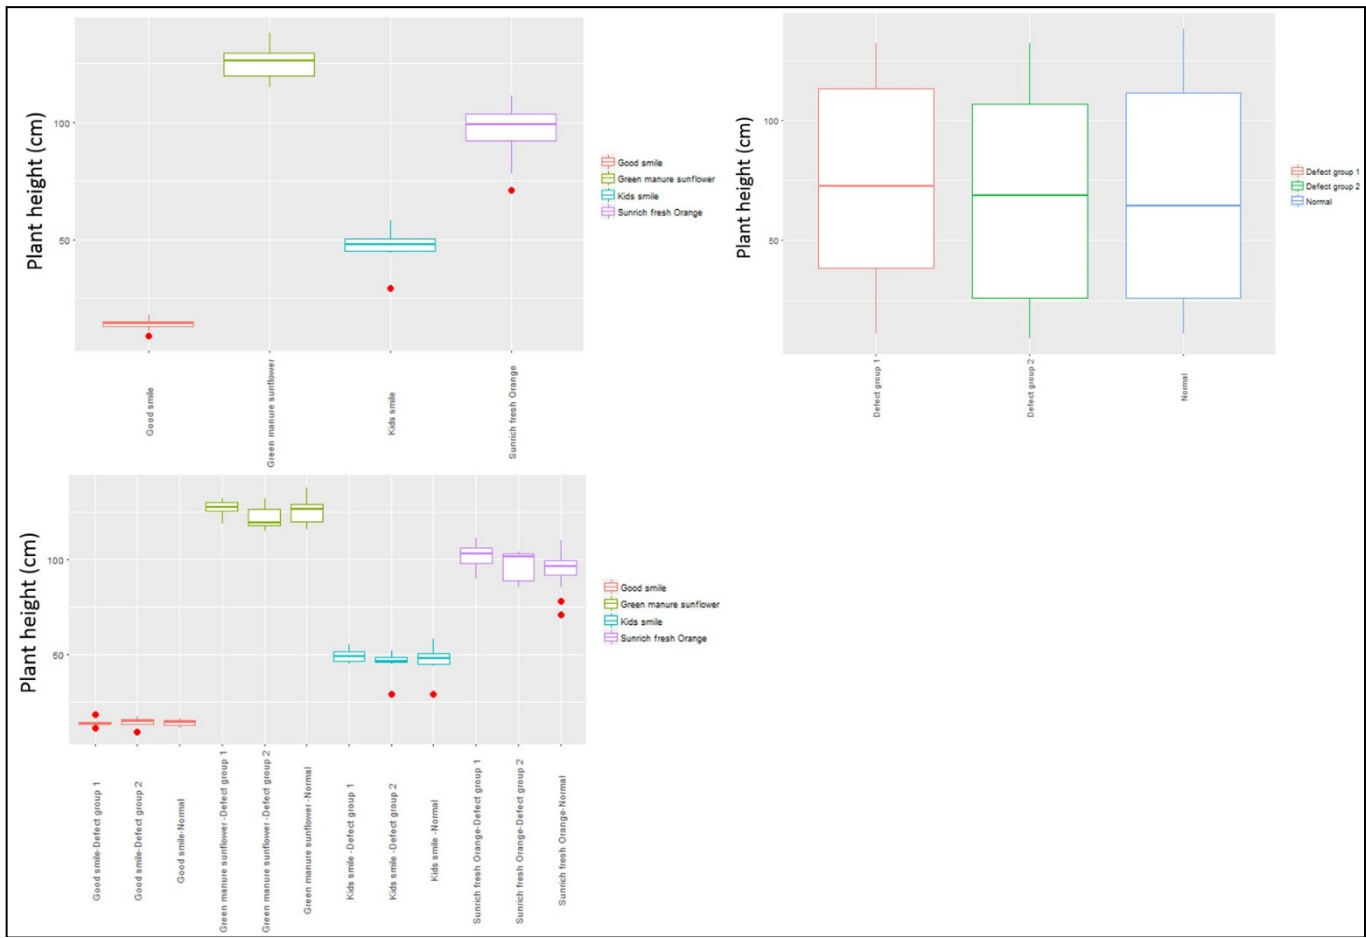 Plant height (cm)
100
50
Good smile
Green manure sunflower
Kids smile
Sunrich fresh Orange
Good smile
Green manure sunflower
Kids smile
Sunrich fresh Orange
Plant height (cm)
100
50
Defect group 1
Defect group 2
Normal
Defect group 1
Defect group 2
Normal
Plant height (cm)
100
50
Good smile-Defect group 1
Good smile-Defect group 2
Good smile-Normal
Green manure sunflower -Defect group 1
Green manure sunflower -Defect group 2
Green manure sunflower -Normal
Kids smile -Defect group 1
Kids smile -Defect group 2
Kids smile -Normal
Sunrich fresh Orange-Defect group 1
Sunrich fresh Orange-Defect group 2
Sunrich fresh Orange-Normal
Good smile
Green manure sunflower
Kids smile
Sunrich fresh Orange